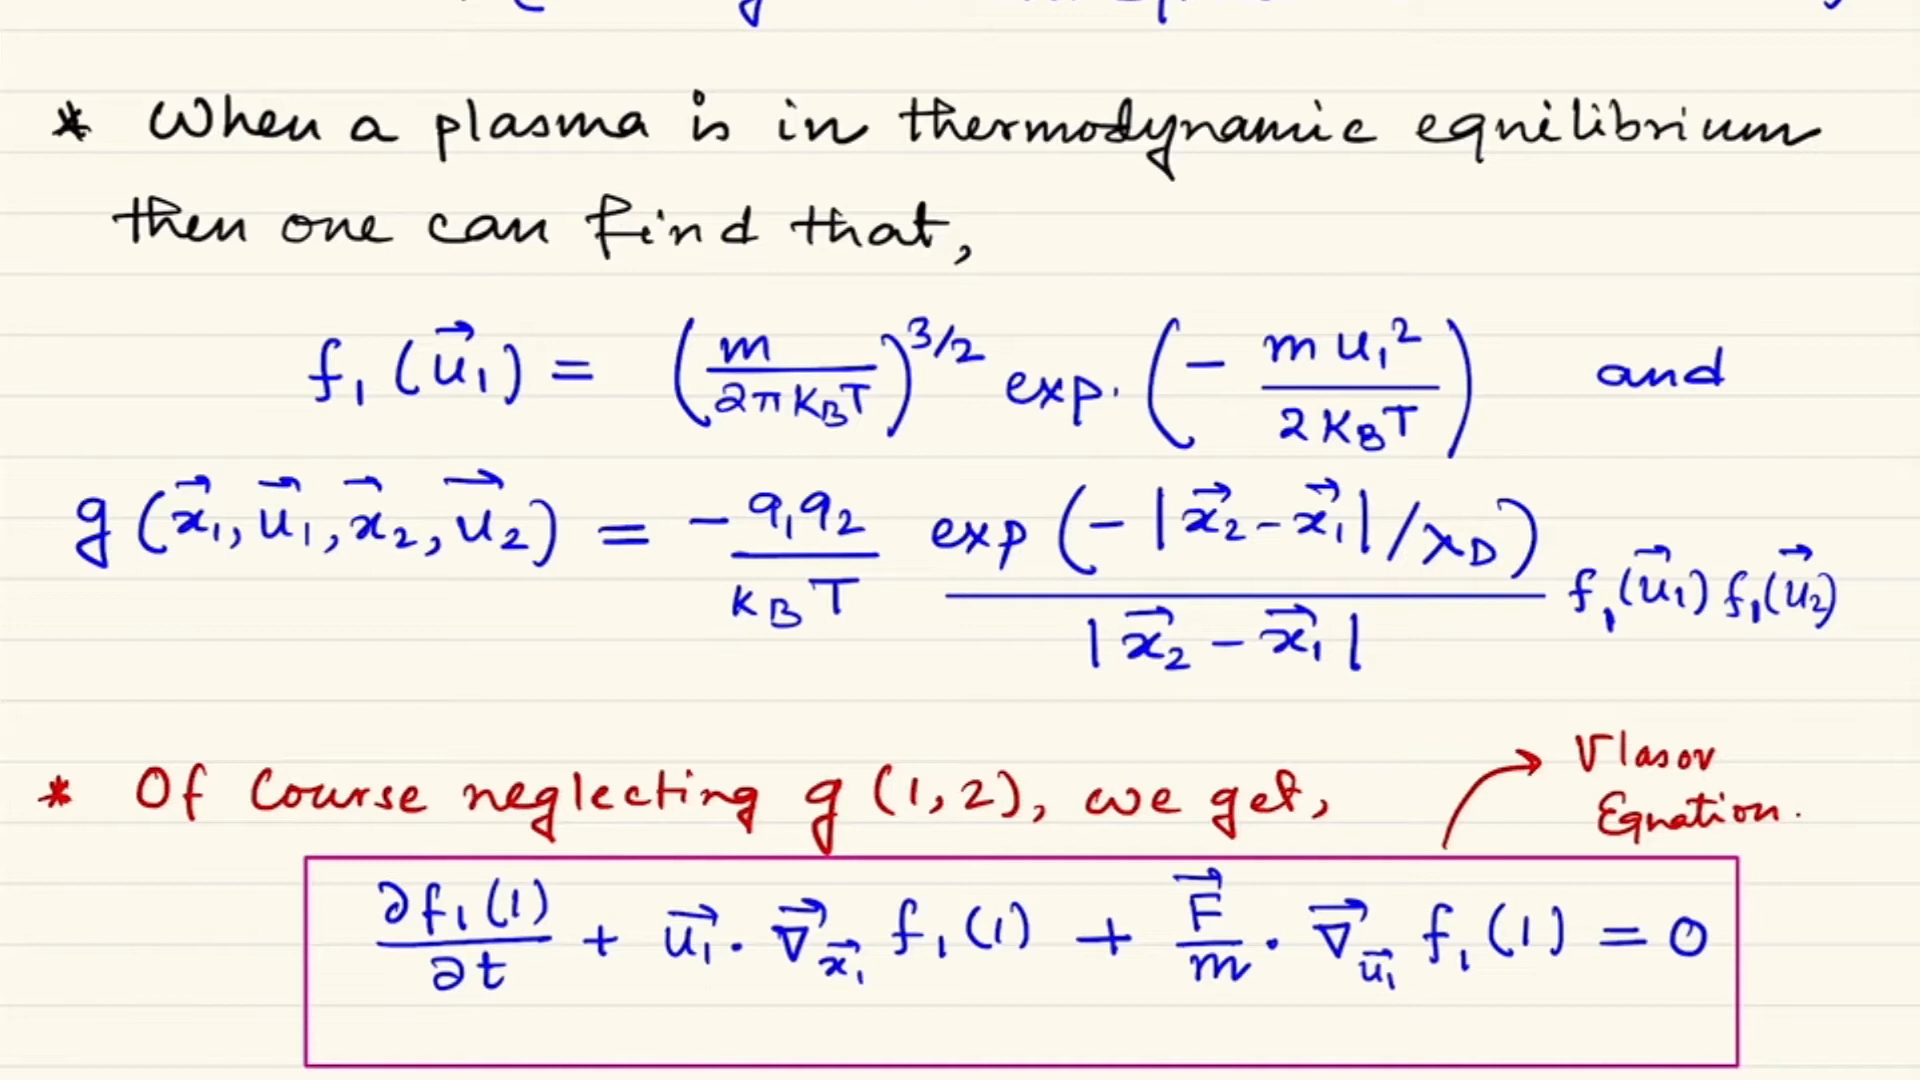 * When a plasma is in thermodynamic equilibrium
then one can find that,
f₁(u⃗₁) = (m / 2πK_BT)^{3/2} exp. (- m u₁² / 2K_BT) and
g(x⃗₁, u⃗₁, x⃗₂, u⃗₂) = - q₁q₂ / K_BT exp(-|x⃗₂-x⃗₁|/λ_D) / |x⃗₂-x⃗₁| f₁(u⃗₁) f₁(u⃗₂)
* Of Course neglecting g(1,2), we get,
→ Vlasov
Equation.
∂f₁(1)/∂t + u⃗₁ · ∇⃗_{x⃗₁} f₁(1) + F⃗/m · ∇⃗_{u⃗₁} f₁(1) = 0